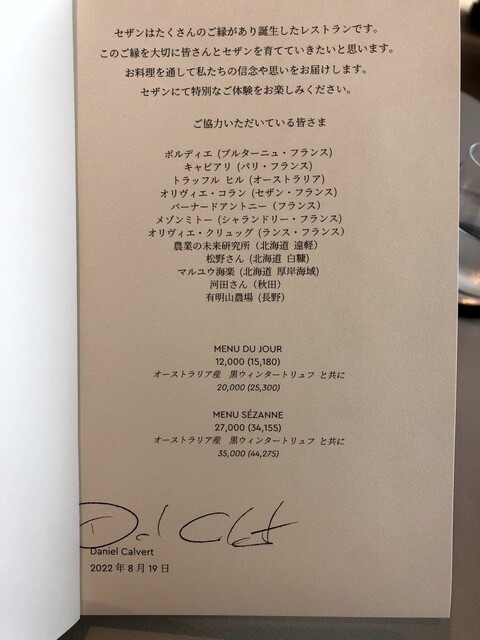 セザンはたくさんのご縁があり誕生したレストランです。
このご縁を大切に皆さんとセザンを育てていきたいと思います。
お料理を通して私たちの信念や思いをお届けします。
セザンにて特別なご体験をお楽しみください。
ご協力いただいている皆さま
ボルディエ (ブルターニュ・フランス)
キャビアリ (パリ・フランス)
トラッフル ヒル (オーストラリア)
オリヴィエ・コラン (セザン・フランス)
バーナードアントニー (フランス)
メゾンミトー (シャランドリー・フランス)
オリヴィエ・クリュッグ (ランス・フランス)
農業の未来研究所 (北海道 遠軽)
松野さん (北海道 白糠)
マルユウ海楽 (北海道 厚岸海域)
河田さん (秋田)
有明山農場 (長野)
MENU DU JOUR
12,000 (15,180)
オーストラリア産 黒ウィンタートリュフ と共に
20,000 (25,300)
MENU SÉZANNE
27,000 (34,155)
オーストラリア産 黒ウィンタートリュフ と共に
35,000 (44,275)
Daniel Calvert
2022 年 8 月 19 日